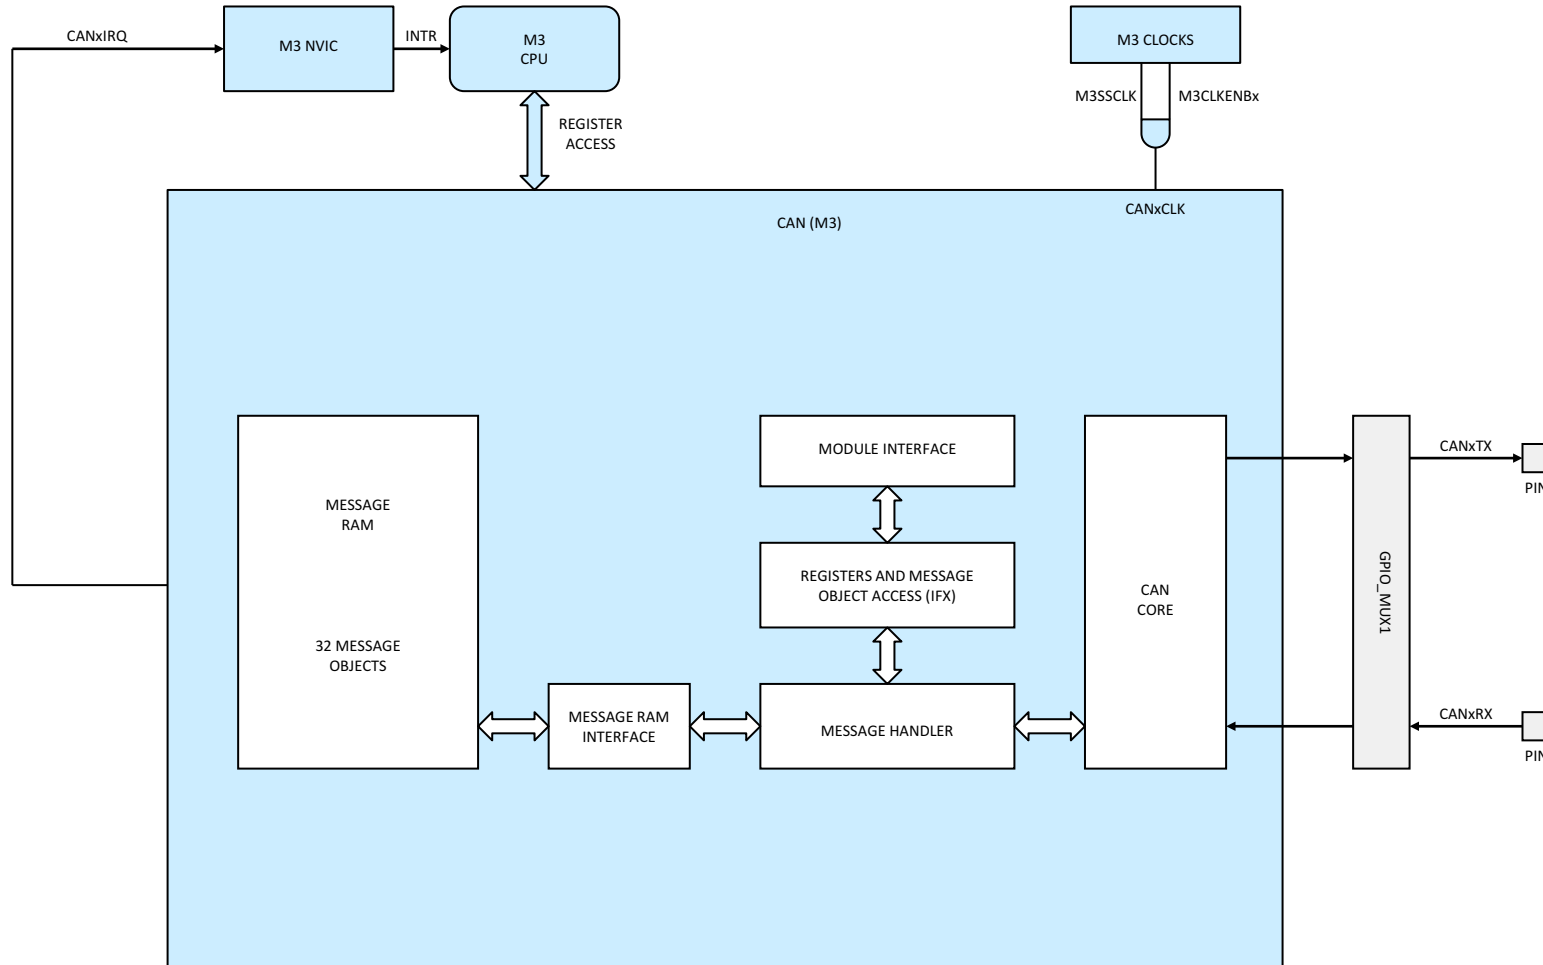 CANxIRQ
M3 NVIC
INTR
M3
CPU
M3 CLOCKS
M3SSCLK
M3CLKENBx
REGISTER
ACCESS
CANxCLK
CAN (M3)
MESSAGE
RAM
32 MESSAGE
OBJECTS
MODULE INTERFACE
REGISTERS AND MESSAGE
OBJECT ACCESS (IFX)
MESSAGE RAM
INTERFACE
MESSAGE HANDLER
CAN
CORE
GPIO_MUX1
CANxTX
PIN
CANxRX
PIN